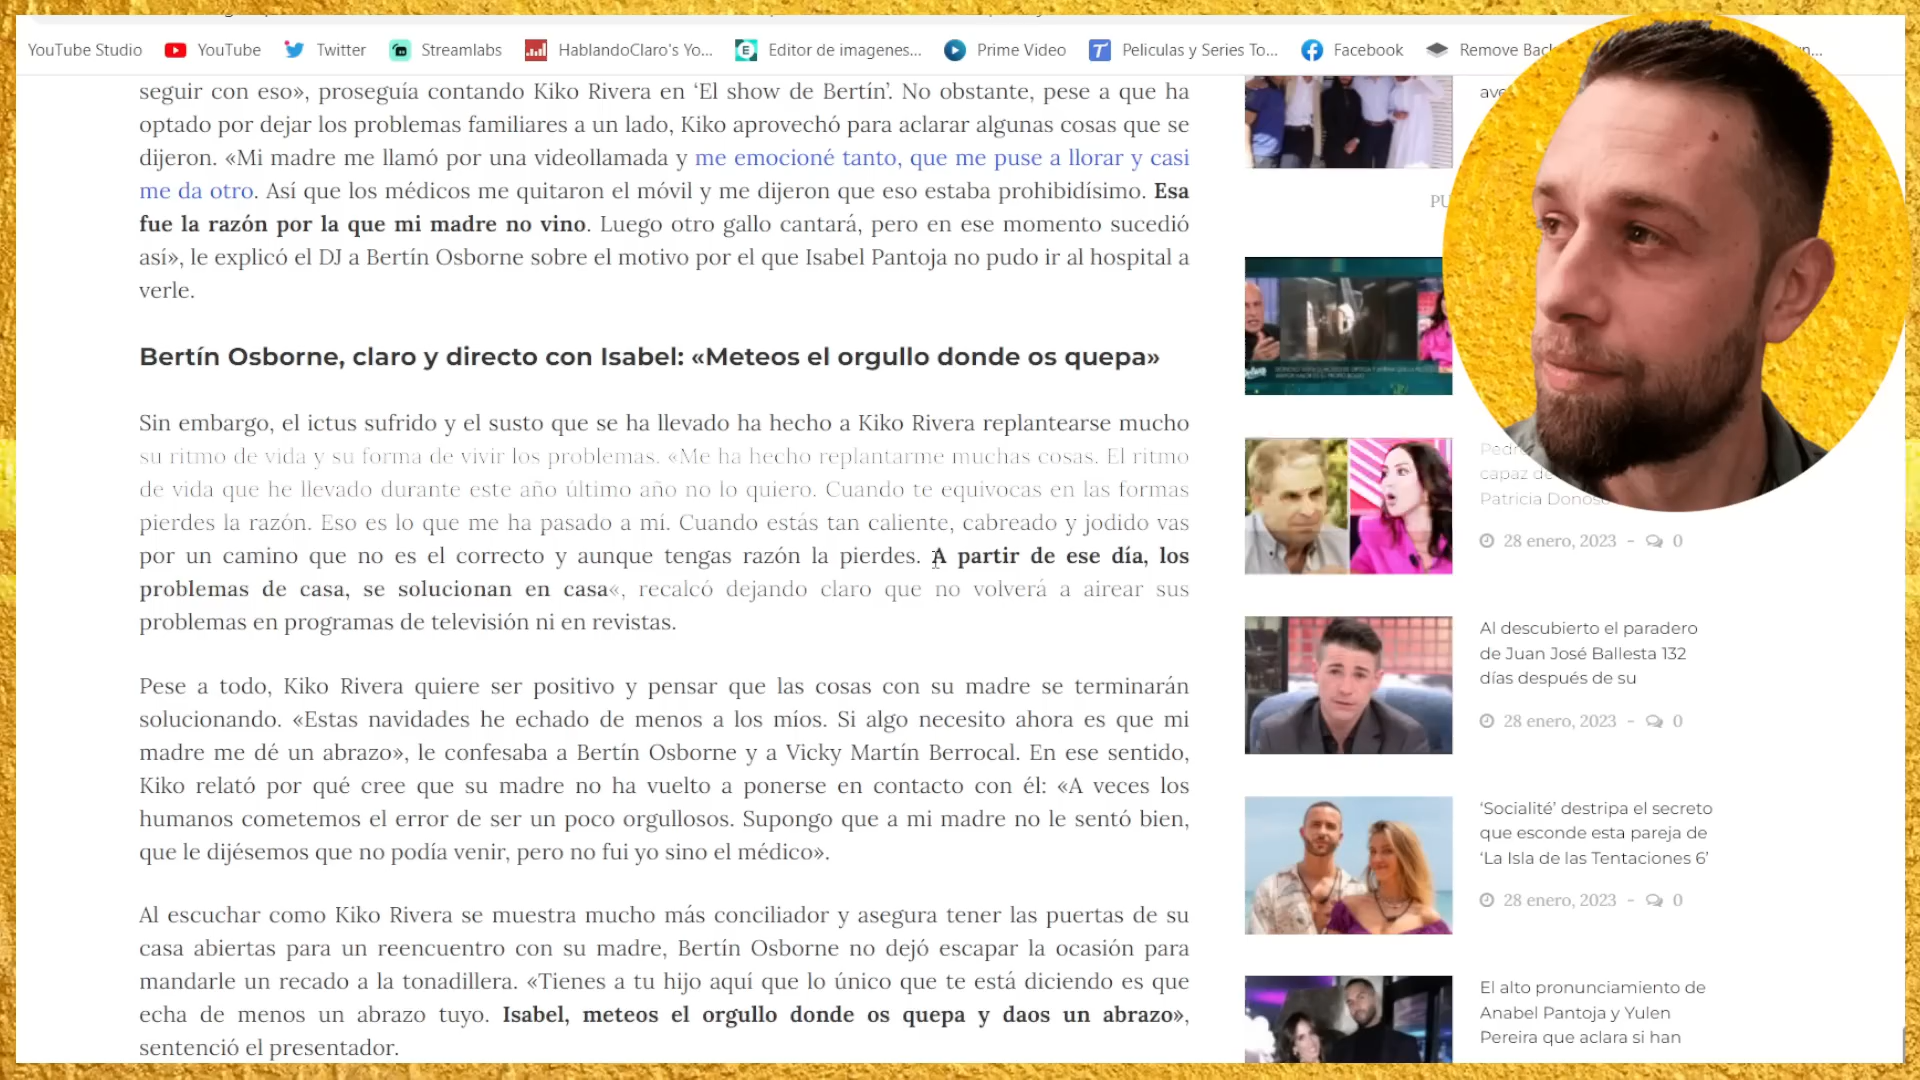 YouTube Studio
YouTube
Twitter
Streamlabs
HablandoClaro's Yo...
Editor de imagenes...
Prime Video
Peliculas y Series To...
Facebook
Remove Back
seguir con eso», proseguía contando Kiko Rivera en ‘El show de Bertín’. No obstante, pese a que ha
optado por dejar los problemas familiares a un lado, Kiko aprovechó para aclarar algunas cosas que se
dijeron. «Mi madre me llamó por una videollamada y me emocioné tanto, que me puse a llorar y casi
me da otro. Así que los médicos me quitaron el móvil y me dijeron que eso estaba prohibidísimo. Esa
fue la razón por la que mi madre no vino. Luego otro gallo cantará, pero en ese momento sucedió
así», le explicó el DJ a Bertín Osborne sobre el motivo por el que Isabel Pantoja no pudo ir al hospital a
verle.
Bertín Osborne, claro y directo con Isabel: «Meteos el orgullo donde os quepa»
Sin embargo, el ictus sufrido y el susto que se ha llevado ha hecho a Kiko Rivera replantearse mucho
su ritmo de vida y su forma de vivir los problemas. «Me ha hecho replantarme muchas cosas. El ritmo
de vida que he llevado durante este año último año no lo quiero. Cuando te equivocas en las formas
pierdes la razón. Eso es lo que me ha pasado a mí. Cuando estás tan caliente, cabreado y jodido vas
por un camino que no es el correcto y aunque tengas razón la pierdes. A partir de ese día, los
problemas de casa, se solucionan en casa«, recalcó dejando claro que no volverá a airear sus
problemas en programas de televisión ni en revistas.
Pese a todo, Kiko Rivera quiere ser positivo y pensar que las cosas con su madre se terminarán
solucionando. «Estas navidades he echado de menos a los míos. Si algo necesito ahora es que mi
madre me dé un abrazo», le confesaba a Bertín Osborne y a Vicky Martín Berrocal. En ese sentido,
Kiko relató por qué cree que su madre no ha vuelto a ponerse en contacto con él: «A veces los
humanos cometemos el error de ser un poco orgullosos. Supongo que a mi madre no le sentó bien,
que le dijésemos que no podía venir, pero no fui yo sino el médico».
Al escuchar como Kiko Rivera se muestra mucho más conciliador y asegura tener las puertas de su
casa abiertas para un reencuentro con su madre, Bertín Osborne no dejó escapar la ocasión para
mandarle un recado a la tonadillera. «Tienes a tu hijo aquí que lo único que te está diciendo es que
echa de menos un abrazo tuyo. Isabel, meteos el orgullo donde os quepa y daos un abrazo»,
sentenció el presentador.
ave
PU
Pedr
capaz de
Patricia Donoso
28 enero, 2023 - 0
Al descubierto el paradero
de Juan José Ballesta 132
días después de su
28 enero, 2023 - 0
‘Socialité’ destripa el secreto
que esconde esta pareja de
‘La Isla de las Tentaciones 6’
28 enero, 2023 - 0
El alto pronunciamiento de
Anabel Pantoja y Yulen
Pereira que aclara si han